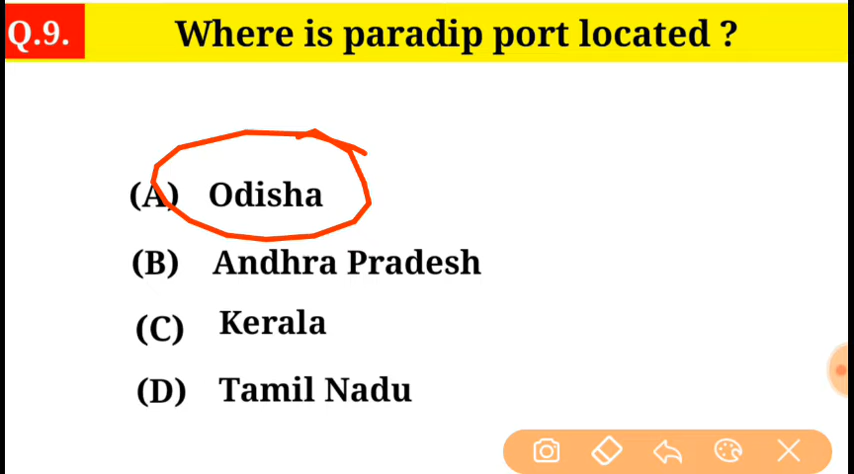 Q.9. Where is paradip port located ?
(A) Odisha
(B) Andhra Pradesh
(C) Kerala
(D) Tamil Nadu